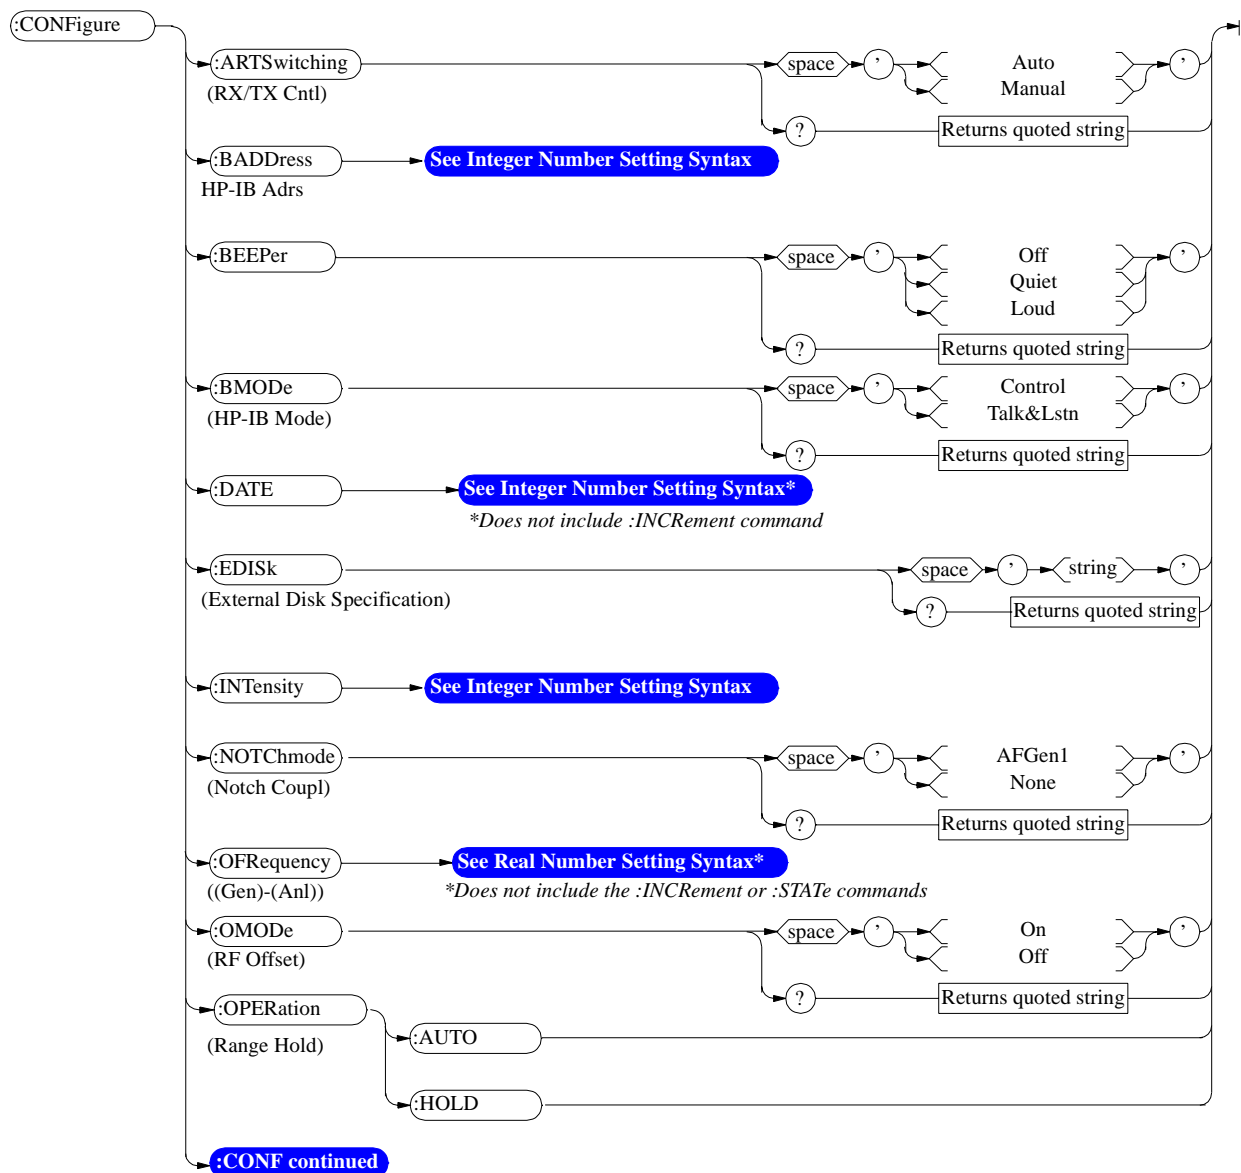 :CONFigure
:ARTSwitching
(RX/TX Cntl)
space
’
Auto
Manual
’
?
Returns quoted string
:BADDress
HP-IB Adrs
See Integer Number Setting Syntax
:BEEPer
space
’
Off
Quiet
Loud
’
?
Returns quoted string
:BMODe
(HP-IB Mode)
space
’
Control
Talk&Lstn
’
?
Returns quoted string
:DATE
See Integer Number Setting Syntax*
*Does not include :INCRement command
:EDISk
(External Disk Specification)
space
’
string
’
?
Returns quoted string
:INTensity
See Integer Number Setting Syntax
:NOTChmode
(Notch Coupl)
space
’
AFGen1
None
’
?
Returns quoted string
:OFRequency
((Gen)-(Anl))
See Real Number Setting Syntax*
*Does not include the :INCRement or :STATe commands
:OMODe
(RF Offset)
space
’
On
Off
’
?
Returns quoted string
:OPERation
(Range Hold)
:AUTO
:HOLD
:CONF continued